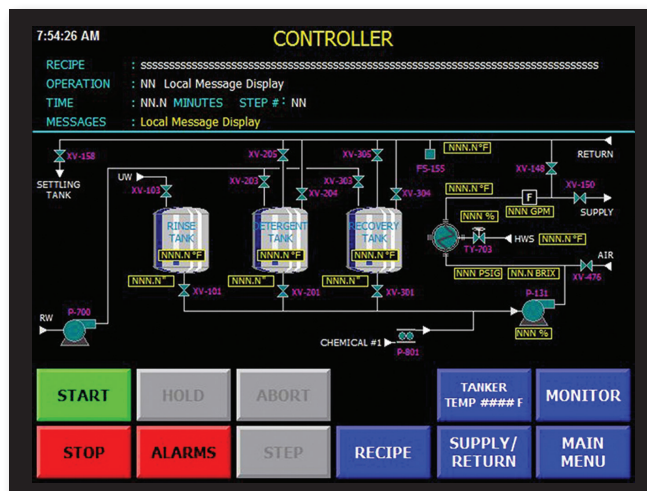 7:54:26 AM
CONTROLLER
RECIPE : ssssssssssssssssssssssssssssssssssssssssssssssssssssssssssssssssssssssssssssssss
OPERATION : NN Local Message Display
TIME : NN.N MINUTES STEP # : NN
MESSAGES : Local Message Display
XV-158
XV-205
XV-305
NNN.N°F
RETURN
FS-155
XV-148
SETTLING
TANK
UW
XV-103
XV-203
XV-204
XV-303
XV-304
NNN.N°F
XV-150
F
NNN GPM
SUPPLY
NNN %
RINSE
TANK
NNN.N°F
DETERGENT
TANK
NNN.N°F
RECOVERY
TANK
NNN.N°F
TY-703
HWS
NNN.N°F
AIR
NNN PSIG
NN.N BRIX
XV-476
NNN.N"
XV-101
NNN.N"
XV-201
NNN.N"
XV-301
P-131
NNN %
RW
P-700
CHEMICAL #1
P-801
START
HOLD
ABORT
TANKER
TEMP #### F
MONITOR
STOP
ALARMS
STEP
RECIPE
SUPPLY/
RETURN
MAIN
MENU